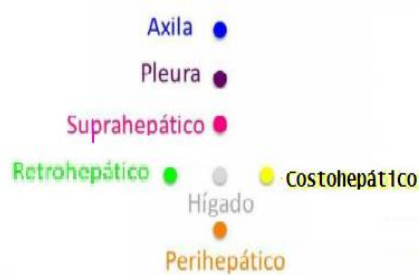 Axila
Pleura
Suprahepático
Retrohepático
Costohepático
Hígado
Perihepático